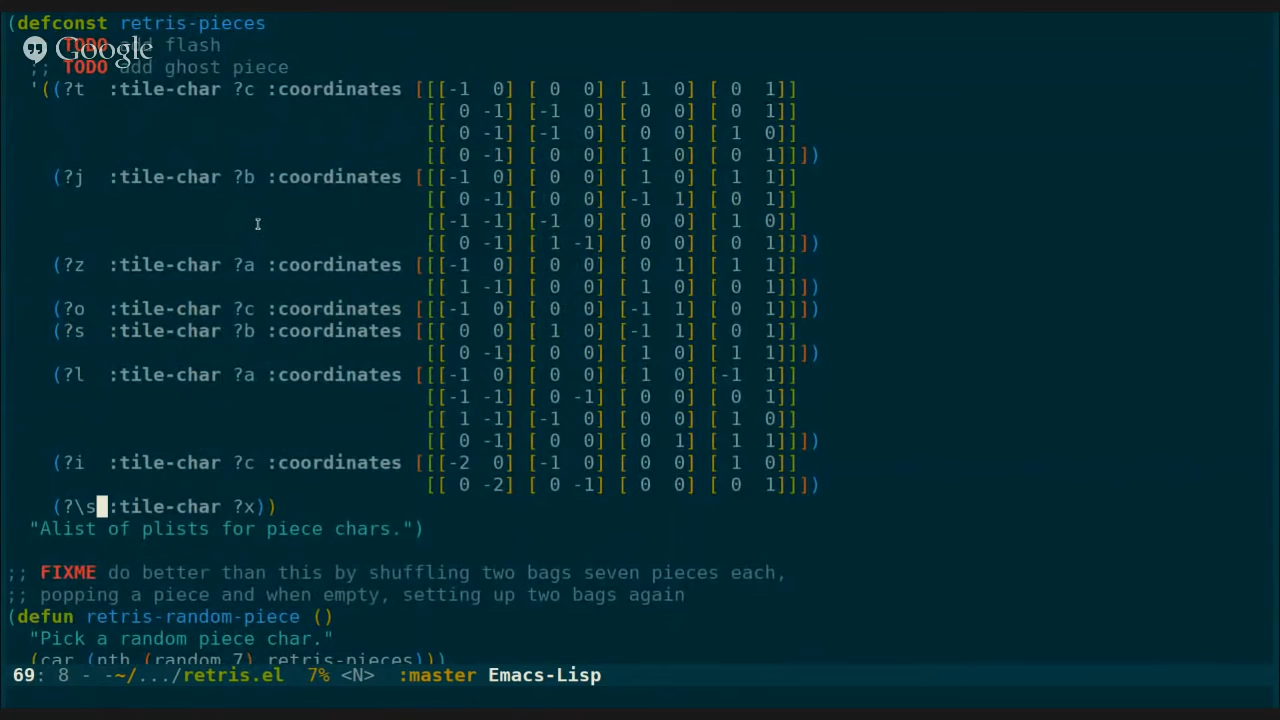 (defconst retris-pieces
;; TODO add flash
Google
;; TODO add ghost piece
'((?t  :tile-char ?c :coordinates [[[-1  0] [ 0  0] [ 1  0] [ 0  1]]
[[ 0 -1] [-1  0] [ 0  0] [ 0  1]]
[[ 0 -1] [-1  0] [ 0  0] [ 1  0]]
[[ 0 -1] [ 0  0] [ 1  0] [ 0  1]]])
(?j  :tile-char ?b :coordinates [[[-1  0] [ 0  0] [ 1  0] [ 1  1]]
[[ 0 -1] [ 0  0] [-1  1] [ 0  1]]
[[-1 -1] [-1  0] [ 0  0] [ 1  0]]
[[ 0 -1] [ 1 -1] [ 0  0] [ 0  1]]])
(?z  :tile-char ?a :coordinates [[[-1  0] [ 0  0] [ 0  1] [ 1  1]]
[[ 1 -1] [ 0  0] [ 1  0] [ 0  1]]])
(?o  :tile-char ?c :coordinates [[[-1  0] [ 0  0] [-1  1] [ 0  1]]])
(?s  :tile-char ?b :coordinates [[[ 0  0] [ 1  0] [-1  1] [ 0  1]]
[[ 0 -1] [ 0  0] [ 1  0] [ 1  1]]])
(?l  :tile-char ?a :coordinates [[[-1  0] [ 0  0] [ 1  0] [-1  1]]
[[-1 -1] [ 0 -1] [ 0  0] [ 0  1]]
[[ 1 -1] [-1  0] [ 0  0] [ 1  0]]
[[ 0 -1] [ 0  0] [ 0  1] [ 1  1]]])
(?i  :tile-char ?c :coordinates [[[-2  0] [-1  0] [ 0  0] [ 1  0]]
[[ 0 -2] [ 0 -1] [ 0  0] [ 0  1]]])
(?\s :tile-char ?x))
"Alist of plists for piece chars.")
;; FIXME do better than this by shuffling two bags seven pieces each,
;; popping a piece and when empty, setting up two bags again
(defun retris-random-piece ()
"Pick a random piece char."
(car (nth (random 7) retris-pieces)))
69: 8 - -~/.../retris.el  7% <N>  :master Emacs-Lisp